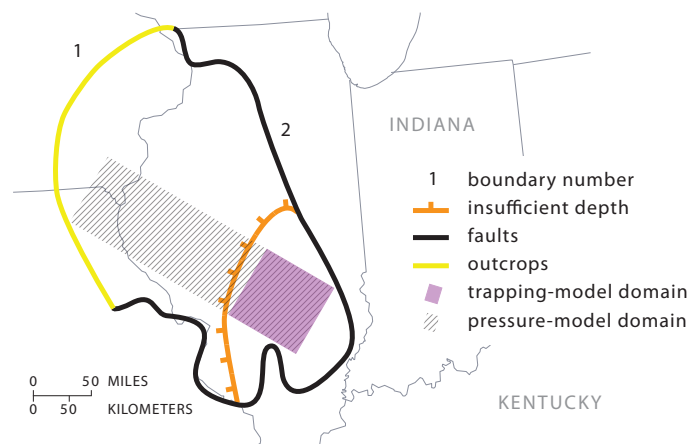 1
2
INDIANA
1 boundary number
insufficient depth
faults
outcrops
trapping-model domain
pressure-model domain
0 50 MILES
0 50 KILOMETERS
KENTUCKY